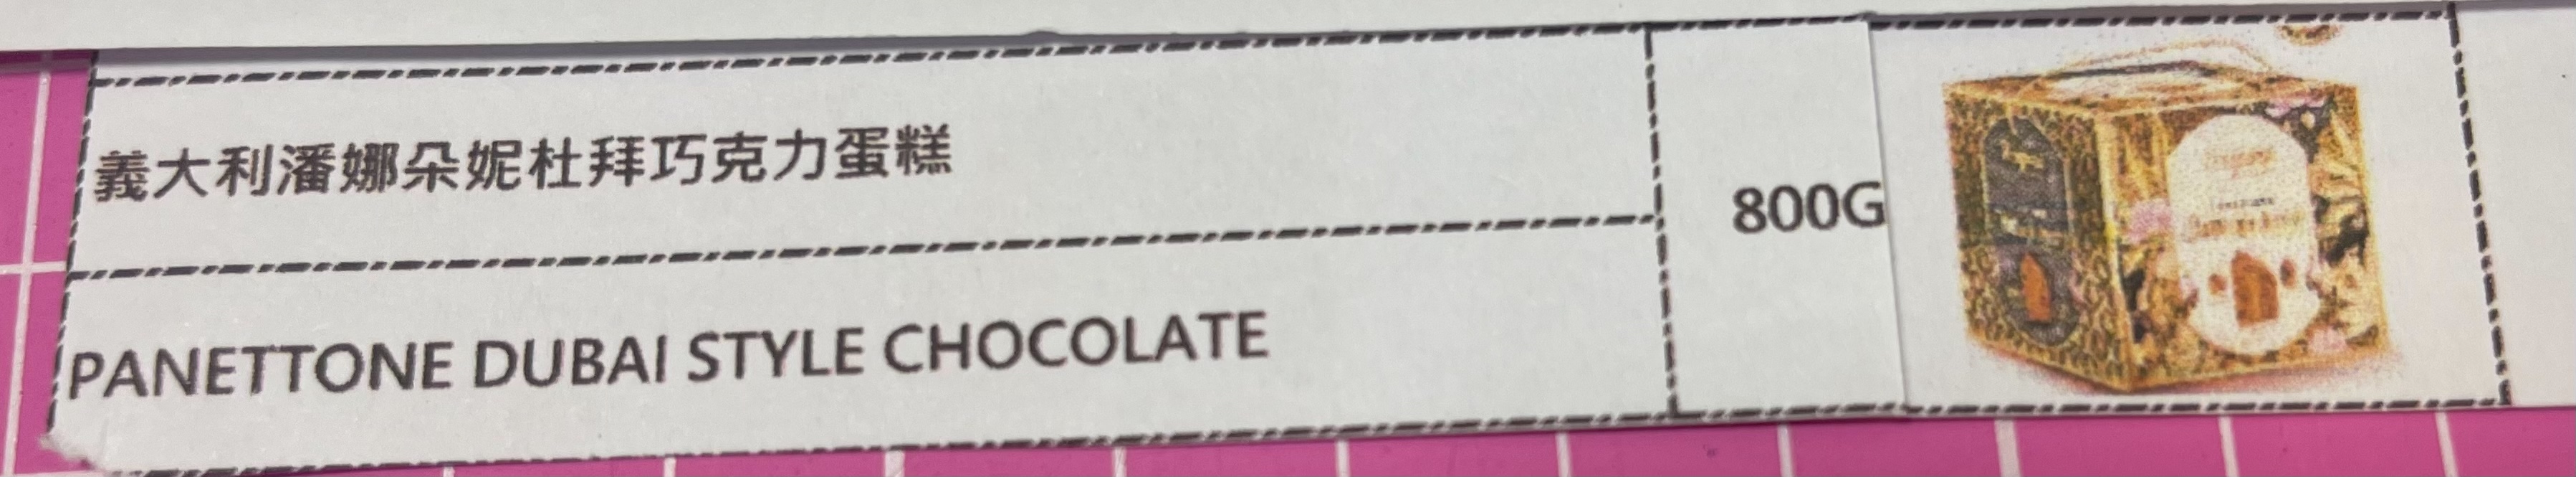 義大利潘娜朵妮杜拜巧克力蛋糕
800G
PANETTONE DUBAI STYLE CHOCOLATE